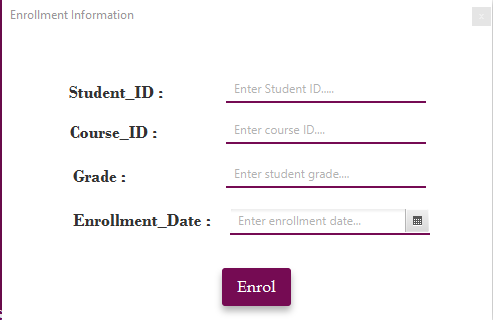 Enrollment Information
Student_ID : Enter Student ID.....
Course_ID : Enter course ID....
Grade : Enter student grade....
Enrollment_Date : Enter enrollment date...
Enrol